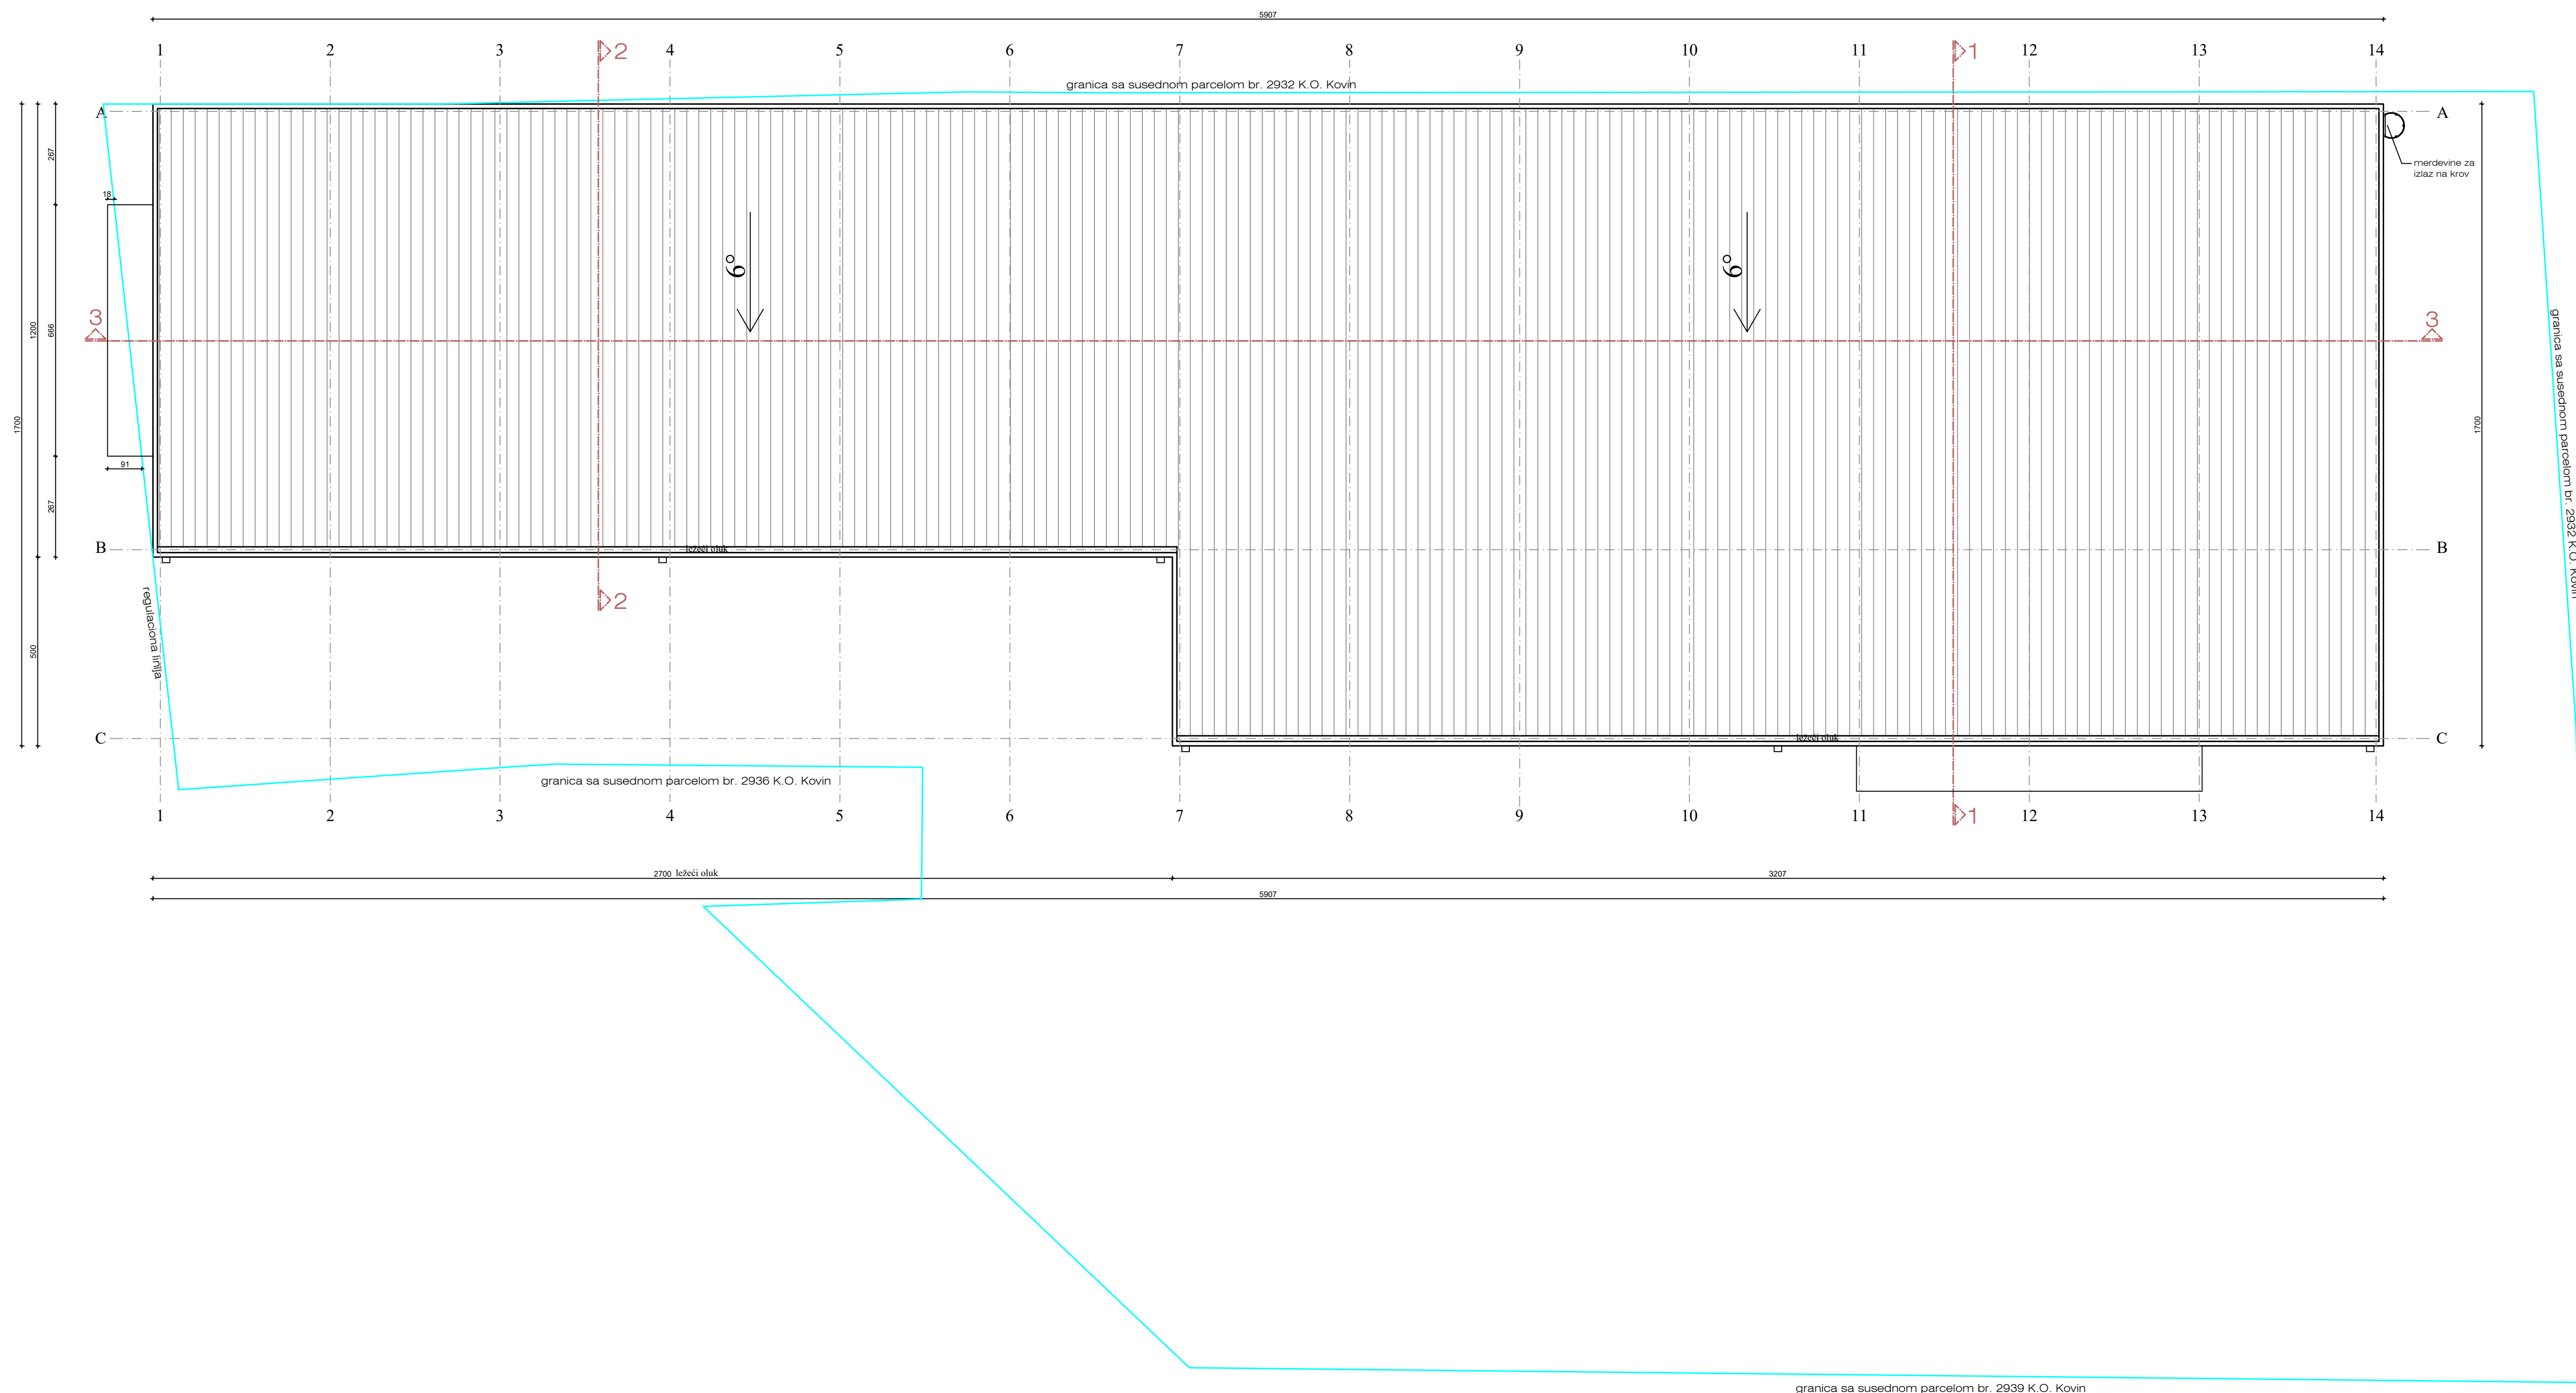 5907
1 2 3 4 5 6 7 8 9 10 11 12 13 14
2 1
granica sa susednom parcelom br. 2932 K.O. Kovin
A A
merdevine za
izlaz na krov
267
18
6° 6°
3 3
1200
666
1700
1700
granica sa susednom parcelom br. 2932 K.O. Kovin
91
267
B B
ležeći oluk
2
regulaciona linija
500
C C
ležeći oluk
granica sa susednom parcelom br. 2936 K.O. Kovin
1 2 3 4 5 6 7 8 9 10 11 12 13 14
1
2700 ležeći oluk
3207
5907
granica sa susednom parcelom br. 2939 K.O. Kovin